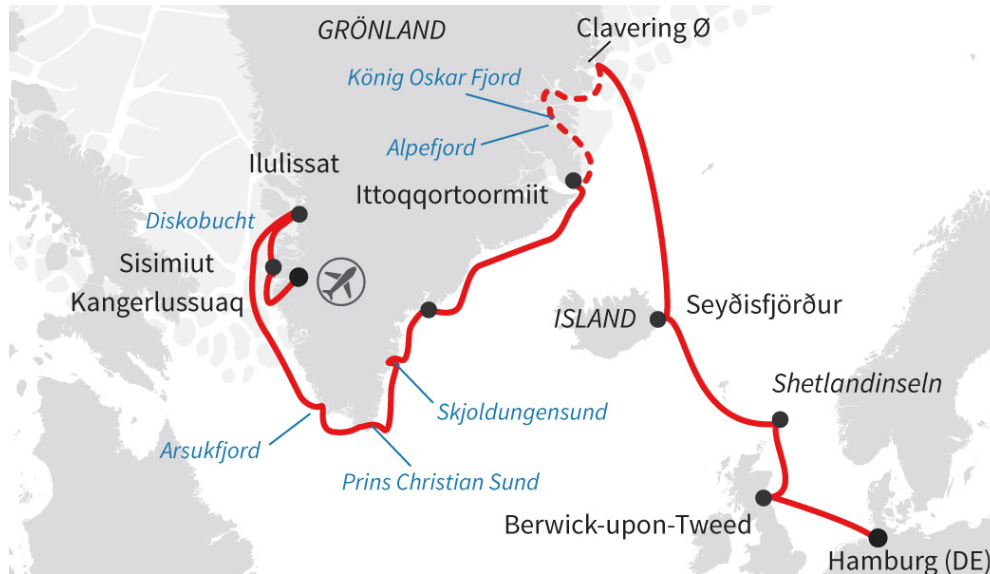 GRÖNLAND
Clavering Ø
König Oskar Fjord
Alpefjord
Ilulissat
Ittoqqortoormiit
Diskobucht
Sisimiut
Kangerlussuaq
ISLAND
Seyðisfjörður
Shetlandinseln
Skjoldungensund
Arsukfjord
Prins Christian Sund
Berwick-upon-Tweed
Hamburg (DE)